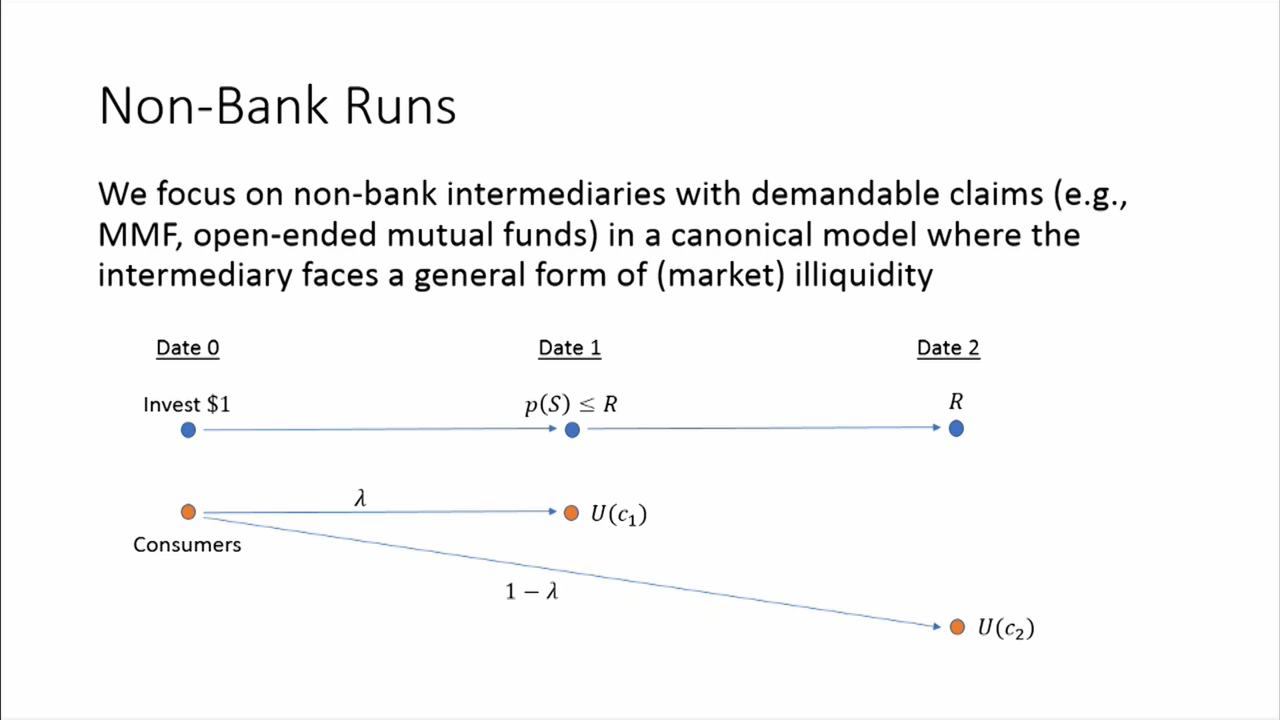 Non-Bank Runs
We focus on non-bank intermediaries with demandable claims (e.g.,
MMF, open-ended mutual funds) in a canonical model where the
intermediary faces a general form of (market) illiquidity
Date 0 Date 1 Date 2
Invest $1 p(S) ≤ R R
λ
U(c₁)
Consumers
1 − λ
U(c₂)